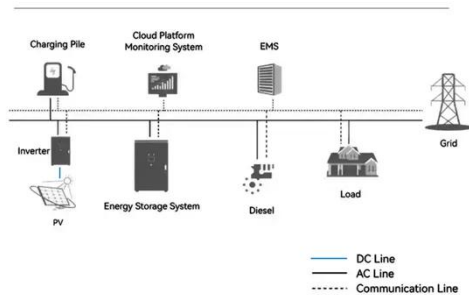 Charging Pile
Cloud Platform
Monitoring System
EMS
Inverter
Grid
PV
Energy Storage System
Diesel
Load
DC Line
AC Line
Communication Line